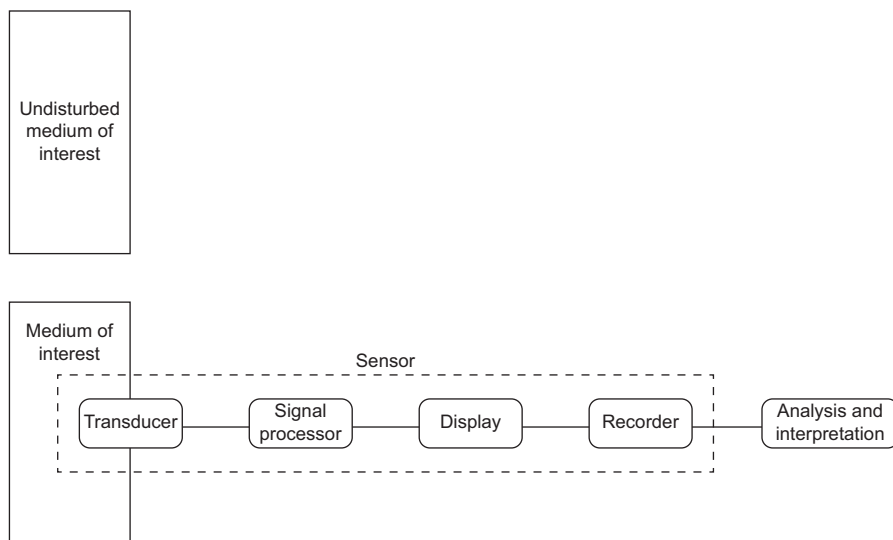 Undisturbed
medium of
interest
Medium of
interest
Sensor
Transducer
Signal
processor
Display
Recorder
Analysis and
interpretation